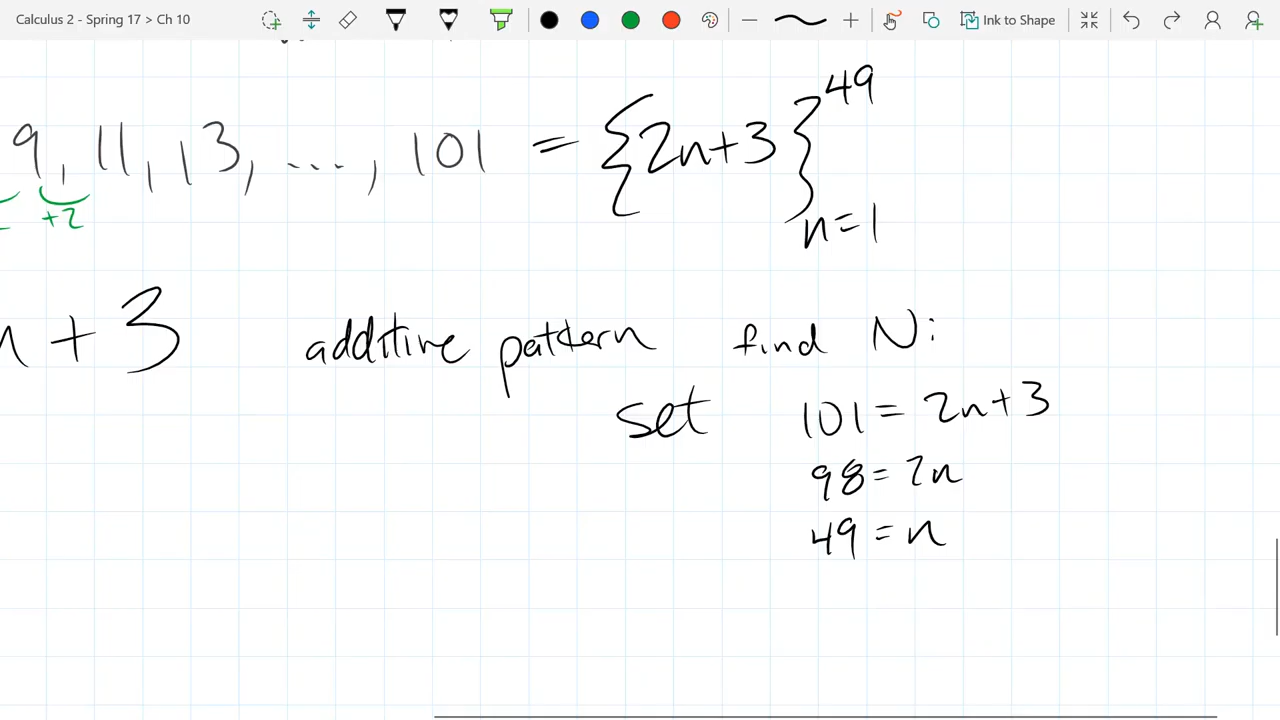 Calculus 2 - Spring 17 > Ch 10
Ink to Shape
9, 11, 13, ..., 101 = {2n+3}
49
n=1
+2
n + 3
additive pattern find N:
set 101 = 2n+3
98 = 2n
49 = n